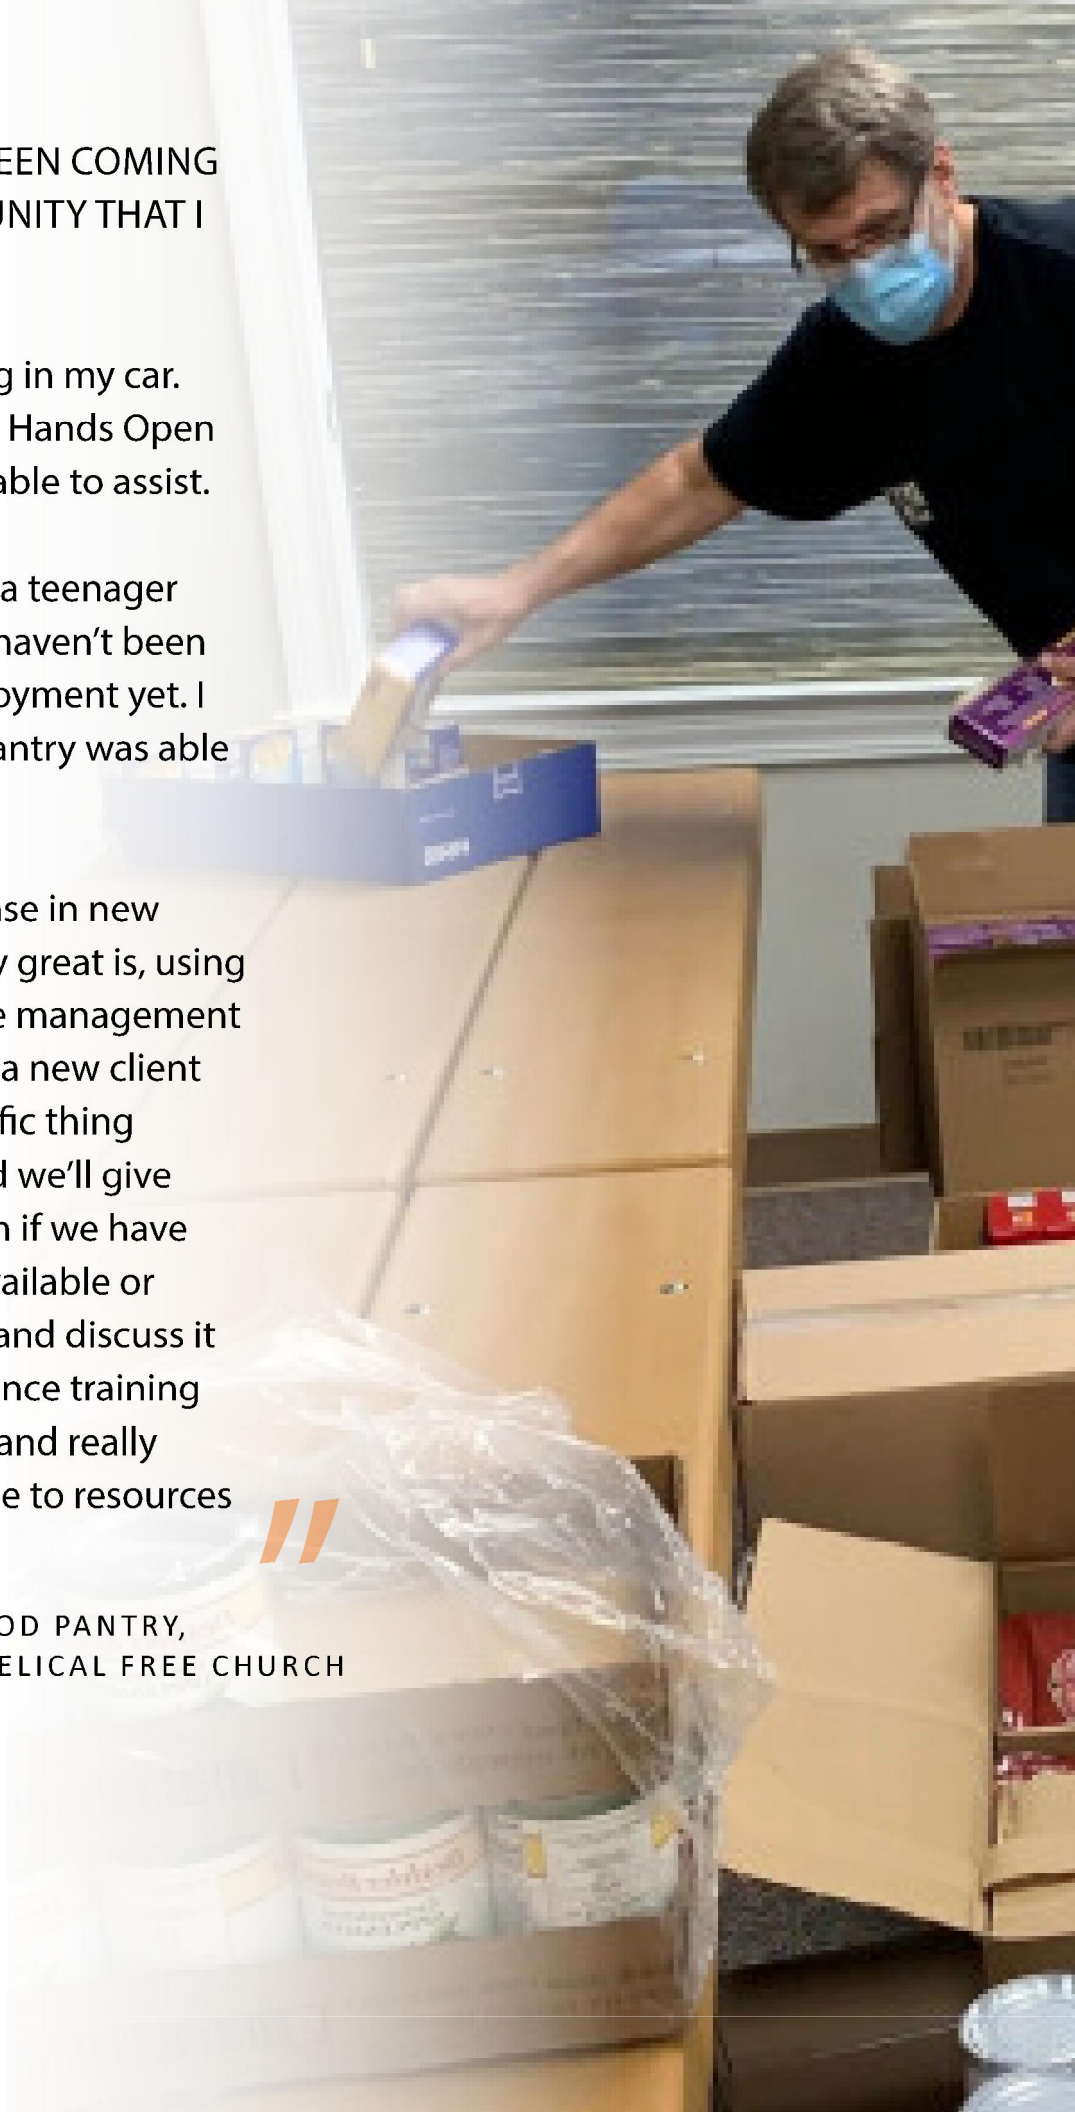 EEN COMING
UNITY THAT I
g in my car.
Hands Open
able to assist.
a teenager
haven’t been
oyment yet. I
antry was able
ase in new
y great is, using
e management
a new client
fic thing
d we’ll give
n if we have
vailable or
and discuss it
nce training
and really
e to resources
"
OD PANTRY,
ELICAL FREE CHURCH